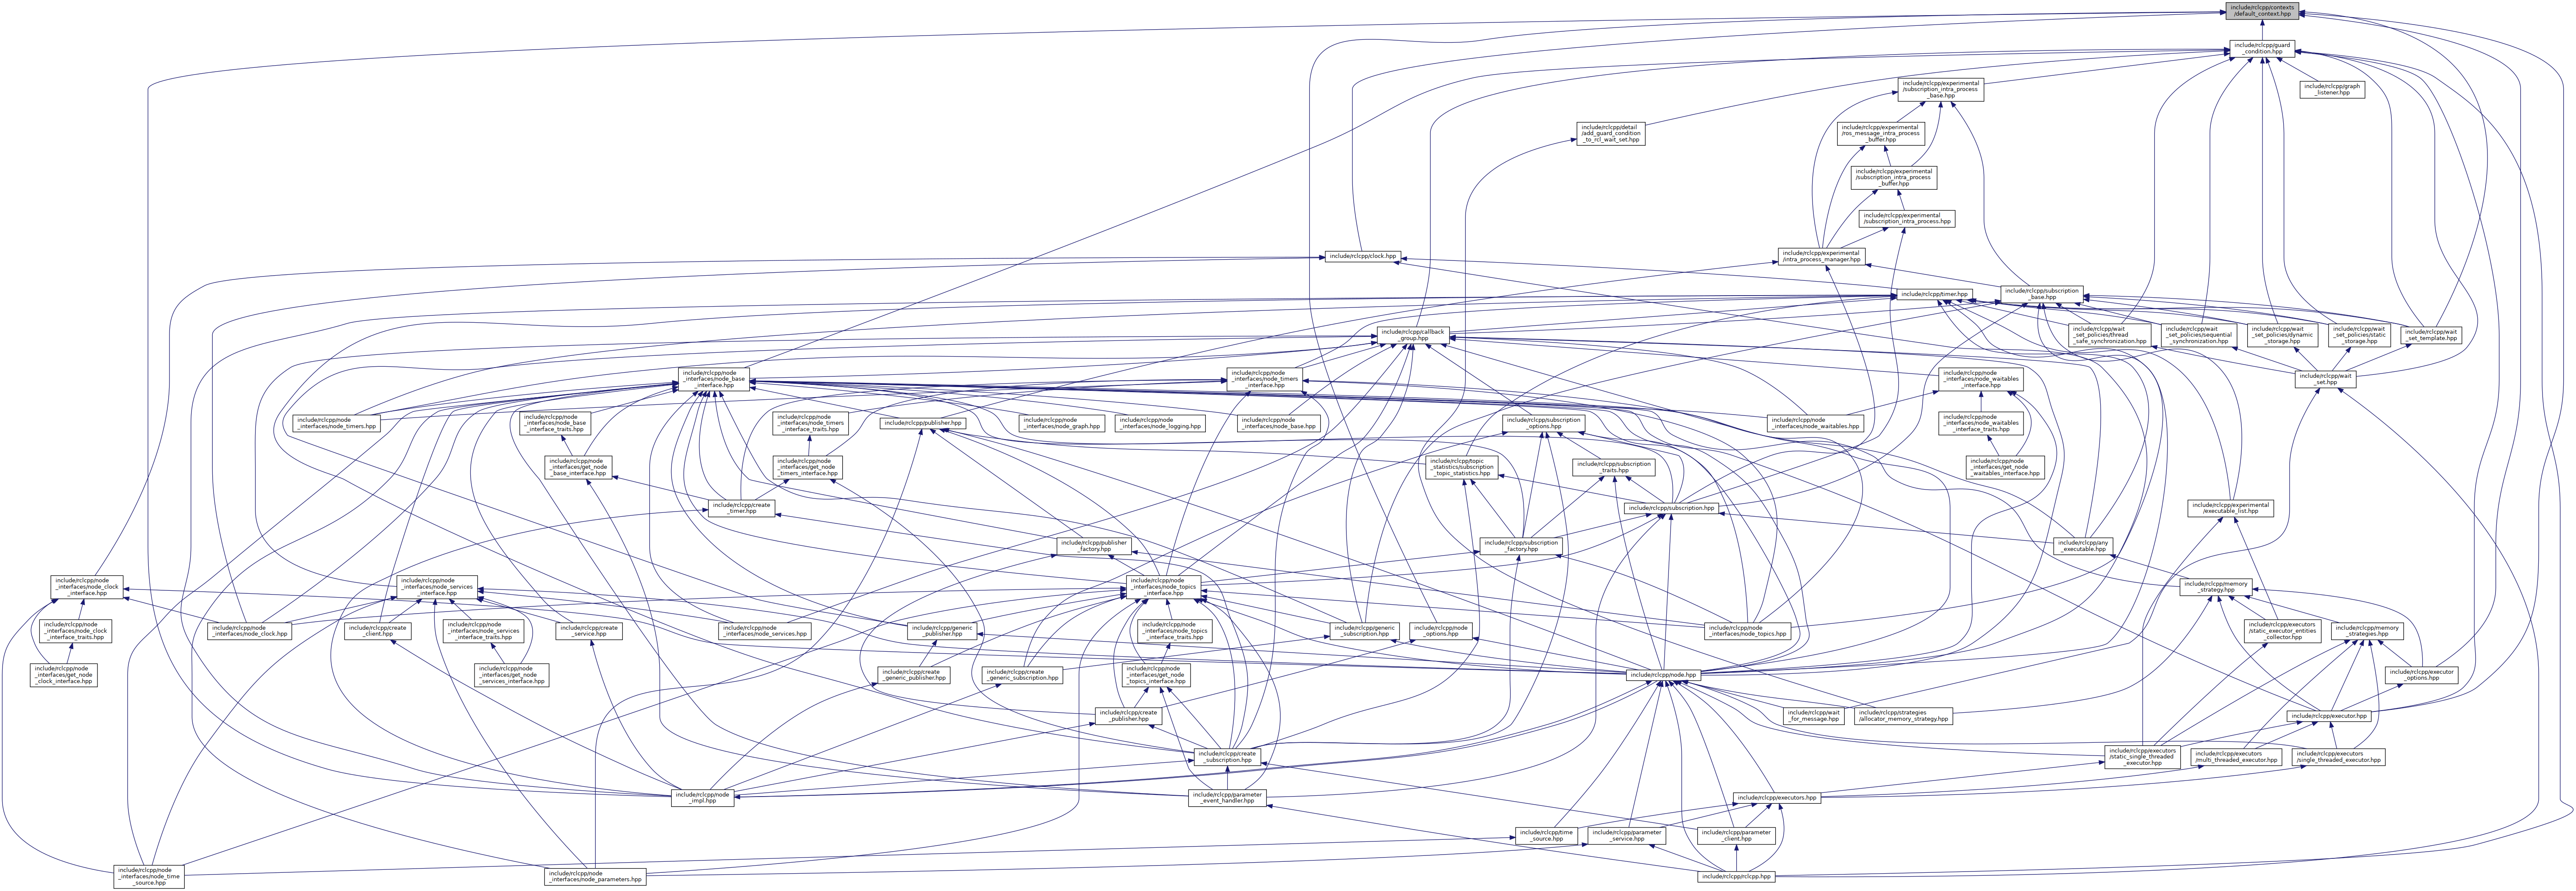 include/rclcpp/contexts
/default_context.hpp
include/rclcpp/guard
_condition.hpp
include/rclcpp/experimental
/subscription_intra_process
_base.hpp
include/rclcpp/graph
_listener.hpp
include/rclcpp/detail
/add_guard_condition
_to_rcl_wait_set.hpp
include/rclcpp/experimental
/ros_message_intra_process
_buffer.hpp
include/rclcpp/experimental
/subscription_intra_process
_buffer.hpp
include/rclcpp/experimental
/subscription_intra_process.hpp
include/rclcpp/clock.hpp
include/rclcpp/experimental
/intra_process_manager.hpp
include/rclcpp/timer.hpp
include/rclcpp/subscription
_base.hpp
include/rclcpp/callback
_group.hpp
include/rclcpp/wait
_set_policies/thread
_safe_synchronization.hpp
include/rclcpp/wait
_set_policies/sequential
_synchronization.hpp
include/rclcpp/wait
_set_policies/dynamic
_storage.hpp
include/rclcpp/wait
_set_policies/static
_storage.hpp
include/rclcpp/wait
_set_template.hpp
include/rclcpp/node
_interfaces/node_base
_interface.hpp
include/rclcpp/node
_interfaces/node_timers
_interface.hpp
include/rclcpp/node
_interfaces/node_waitables
_interface.hpp
include/rclcpp/wait
_set.hpp
include/rclcpp/node
_interfaces/node_timers.hpp
include/rclcpp/node
_interfaces/node_base
_interface_traits.hpp
include/rclcpp/node
_interfaces/node_timers
_interface_traits.hpp
include/rclcpp/publisher.hpp
include/rclcpp/node
_interfaces/node_graph.hpp
include/rclcpp/node
_interfaces/node_logging.hpp
include/rclcpp/node
_interfaces/node_base.hpp
include/rclcpp/subscription
_options.hpp
include/rclcpp/node
_interfaces/node_waitables.hpp
include/rclcpp/node
_interfaces/node_waitables
_interface_traits.hpp
include/rclcpp/node
_interfaces/get_node
_base_interface.hpp
include/rclcpp/node
_interfaces/get_node
_timers_interface.hpp
include/rclcpp/topic
_statistics/subscription
_topic_statistics.hpp
include/rclcpp/subscription
_traits.hpp
include/rclcpp/node
_interfaces/get_node
_waitables_interface.hpp
include/rclcpp/create
_timer.hpp
include/rclcpp/subscription.hpp
include/rclcpp/experimental
/executable_list.hpp
include/rclcpp/publisher
_factory.hpp
include/rclcpp/subscription
_factory.hpp
include/rclcpp/any
_executable.hpp
include/rclcpp/node
_interfaces/node_clock
_interface.hpp
include/rclcpp/node
_interfaces/node_services
_interface.hpp
include/rclcpp/node
_interfaces/node_topics
_interface.hpp
include/rclcpp/memory
_strategy.hpp
include/rclcpp/node
_interfaces/node_clock
_interface_traits.hpp
include/rclcpp/node
_interfaces/node_clock.hpp
include/rclcpp/create
_client.hpp
include/rclcpp/node
_interfaces/node_services
_interface_traits.hpp
include/rclcpp/create
_service.hpp
include/rclcpp/node
_interfaces/node_services.hpp
include/rclcpp/generic
_publisher.hpp
include/rclcpp/node
_interfaces/node_topics
_interface_traits.hpp
include/rclcpp/generic
_subscription.hpp
include/rclcpp/node
_options.hpp
include/rclcpp/node
_interfaces/node_topics.hpp
include/rclcpp/executors
/static_executor_entities
_collector.hpp
include/rclcpp/memory
_strategies.hpp
include/rclcpp/node
_interfaces/get_node
_clock_interface.hpp
include/rclcpp/node
_interfaces/get_node
_services_interface.hpp
include/rclcpp/create
_generic_publisher.hpp
include/rclcpp/create
_generic_subscription.hpp
include/rclcpp/node
_interfaces/get_node
_topics_interface.hpp
include/rclcpp/node.hpp
include/rclcpp/executor
_options.hpp
include/rclcpp/create
_publisher.hpp
include/rclcpp/wait
_for_message.hpp
include/rclcpp/strategies
/allocator_memory_strategy.hpp
include/rclcpp/executor.hpp
include/rclcpp/create
_subscription.hpp
include/rclcpp/executors
/static_single_threaded
_executor.hpp
include/rclcpp/executors
/multi_threaded_executor.hpp
include/rclcpp/executors
/single_threaded_executor.hpp
include/rclcpp/node
_impl.hpp
include/rclcpp/parameter
_event_handler.hpp
include/rclcpp/executors.hpp
include/rclcpp/time
_source.hpp
include/rclcpp/parameter
_service.hpp
include/rclcpp/parameter
_client.hpp
include/rclcpp/node
_interfaces/node_time
_source.hpp
include/rclcpp/node
_interfaces/node_parameters.hpp
include/rclcpp/rclcpp.hpp